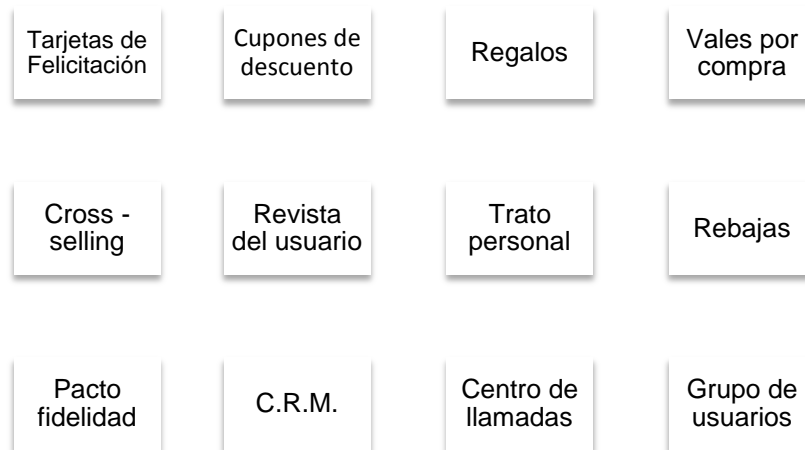 Tarjetas de
Felicitación
Cupones de
descuento
Regalos
Vales por
compra
Cross -
selling
Revista
del usuario
Trato
personal
Rebajas
Pacto
fidelidad
C.R.M.
Centro de
llamadas
Grupo de
usuarios